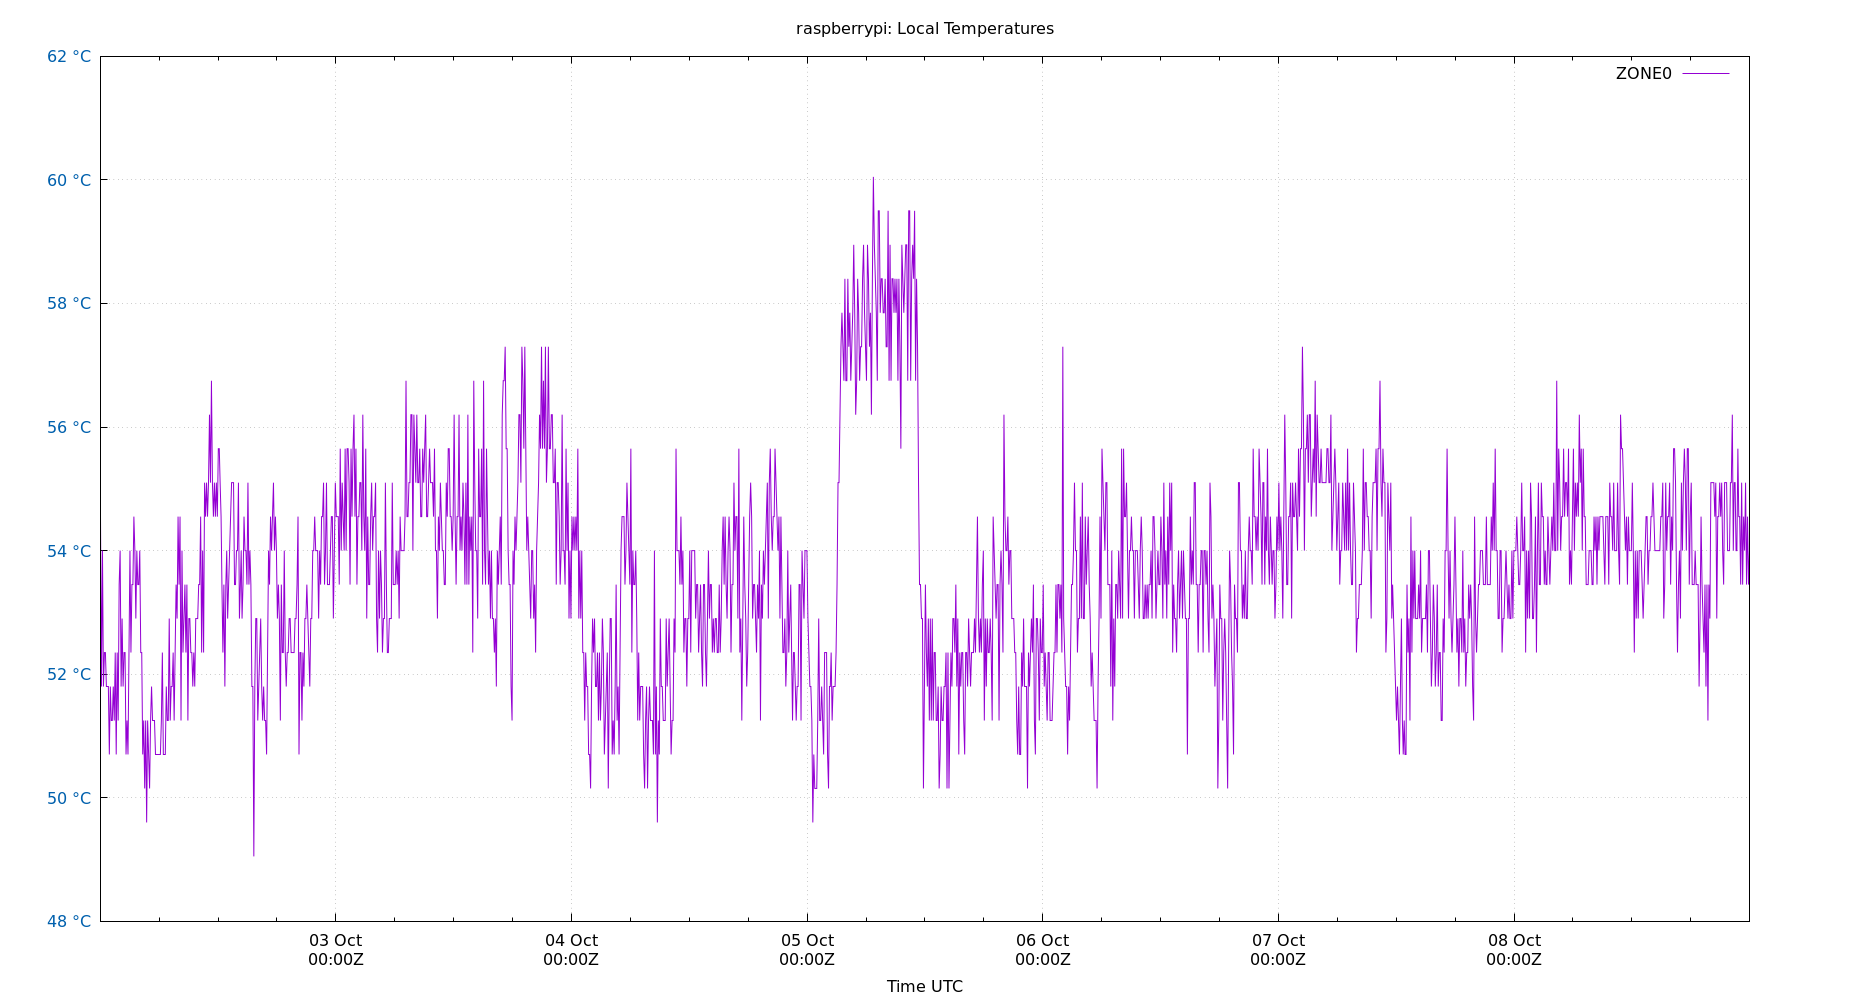 raspberrypi: Local Temperatures
62 °C
ZONE0
60 °C
58 °C
56 °C
54 °C
52 °C
50 °C
48 °C
03 Oct 04 Oct 05 Oct 06 Oct 07 Oct 08 Oct
00:00Z 00:00Z 00:00Z 00:00Z 00:00Z 00:00Z
Time UTC